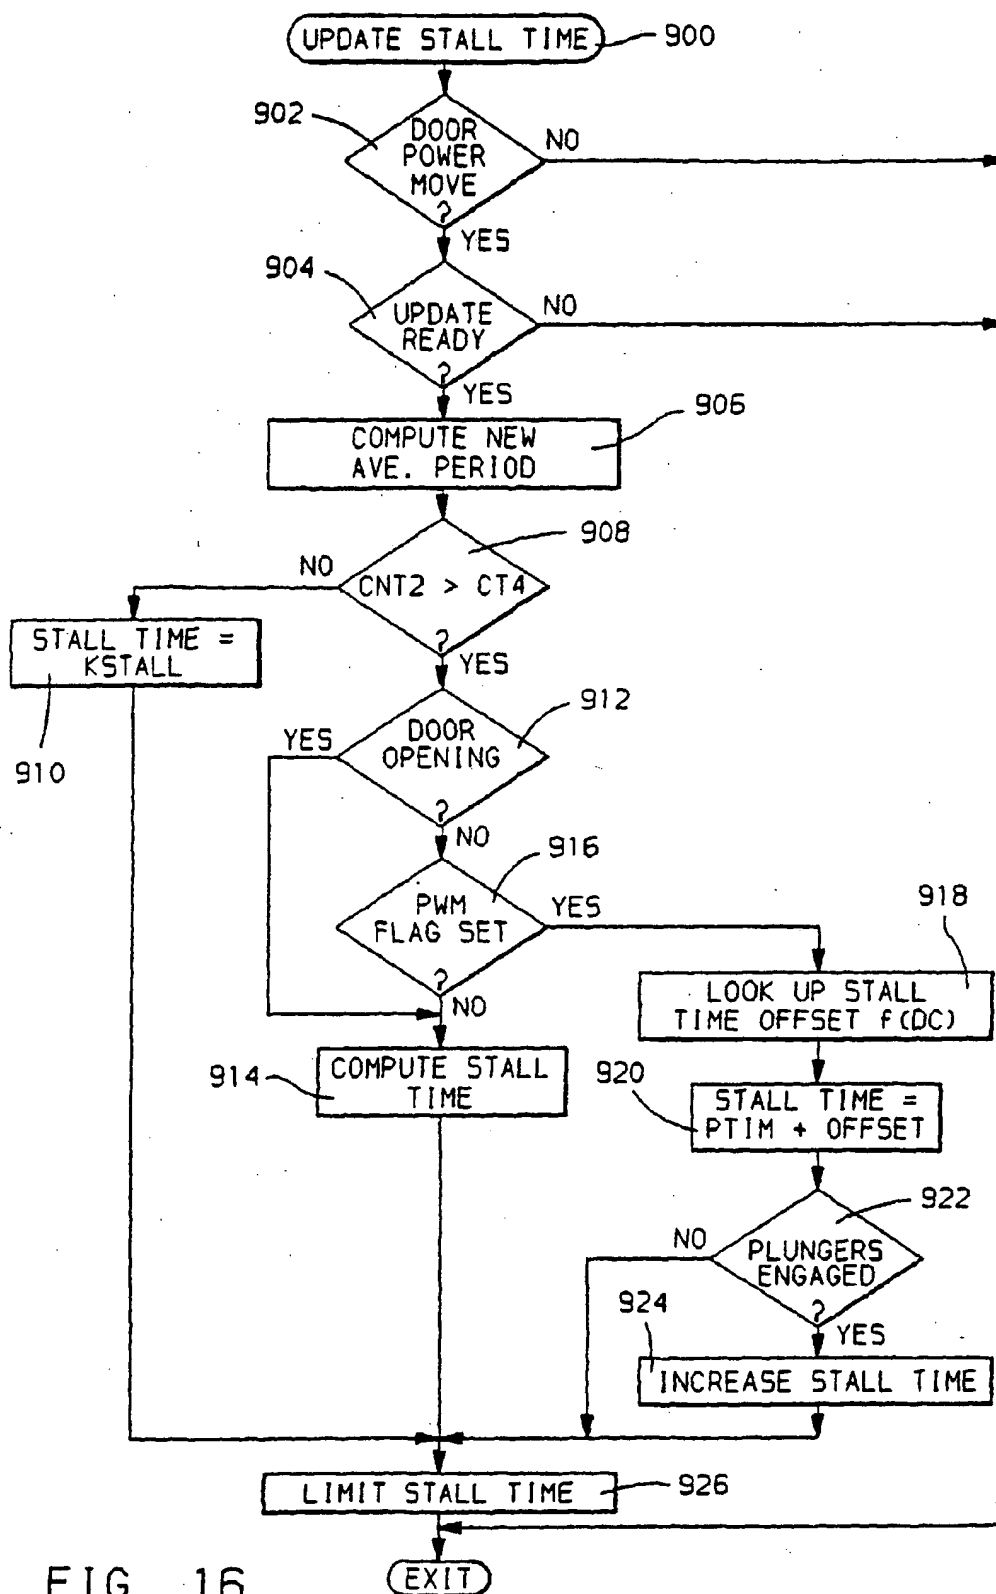 UPDATE STALL TIME
900
902
DOOR
POWER
MOVE
?
NO
YES
904
UPDATE
READY
?
NO
YES
906
COMPUTE NEW
AVE. PERIOD
908
NO
CNT2 > CT4
?
YES
STALL TIME =
KSTALL
910
912
YES
DOOR
OPENING
?
NO
916
PWM
FLAG SET
?
YES
NO
918
LOOK UP STALL
TIME OFFSET f(DC)
914
COMPUTE STALL
TIME
920
STALL TIME =
PTIM + OFFSET
922
NO
PLUNGERS
ENGAGED
?
YES
924
INCREASE STALL TIME
LIMIT STALL TIME
926
EXIT
FIG. 16